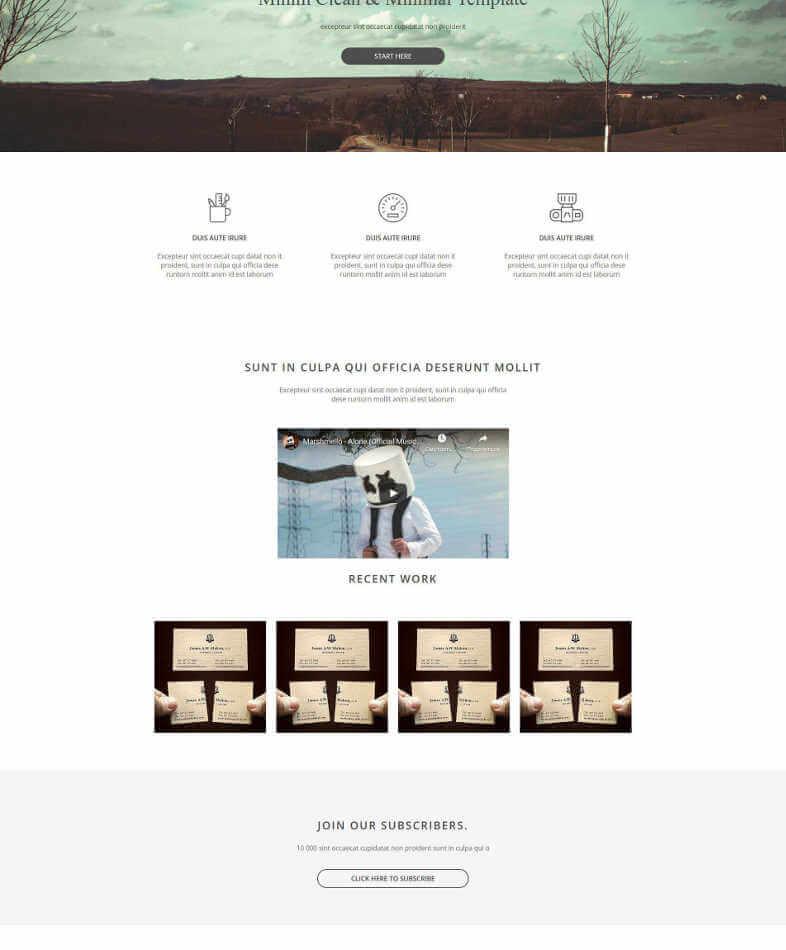 Minim Clean & Minimal Template
excepteur sint occaecat cupidatat non proident
START HERE
DUIS AUTE IRURE
DUIS AUTE IRURE
DUIS AUTE IRURE
Excepteur sint occaecat cupi datat non it
proident, sunt in culpa qui officia dese
runtorn mollit anim id est laborum
Excepteur sint occaecat cupi datat non it
proident, sunt in culpa qui officia dese
runtorn mollit anim id est laborum
Excepteur sint occaecat cupi datat non it
proident, sunt in culpa qui officia dese
runtorn mollit anim id est laborum
SUNT IN CULPA QUI OFFICIA DESERUNT MOLLIT
Excepteur sint occaecat cupi datat non it proident, sunt in culpa qui officia
dese runtorn mollit anim id est laborum
Marshmello - Alone (Official Music...
RECENT WORK
JOIN OUR SUBSCRIBERS.
10 000 sint occaecat cupidatat non proident sunt in culpa qui o
CLICK HERE TO SUBSCRIBE